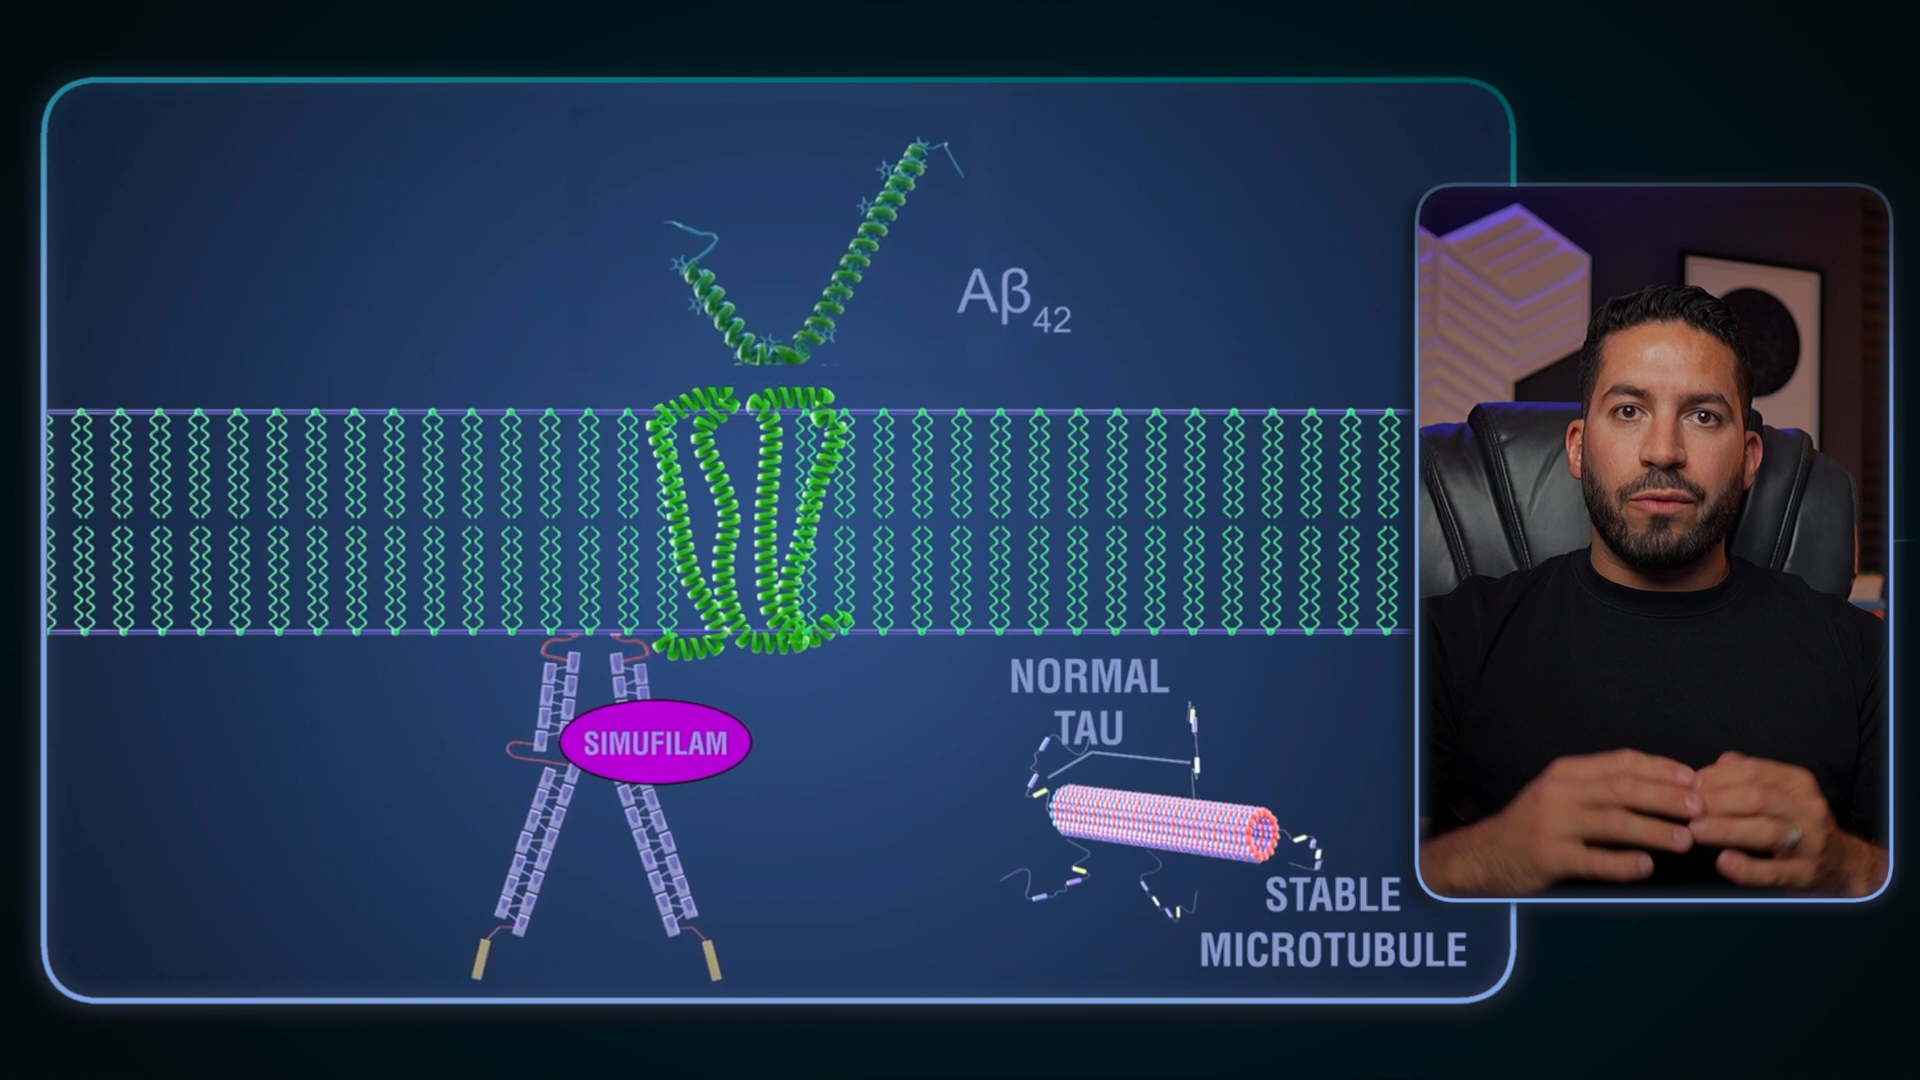 Aβ42
NORMAL
TAU
SIMUFILAM
STABLE
MICROTUBULE